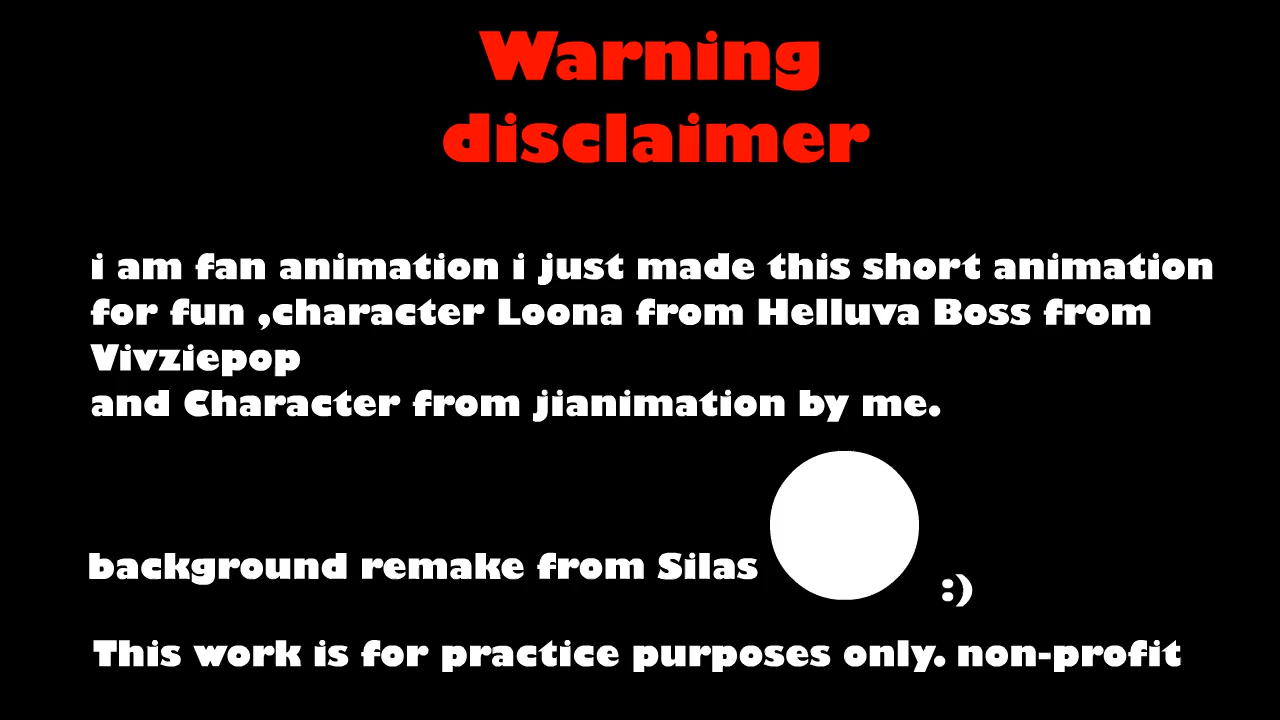 Warning
disclaimer
i am fan animation i just made this short animation
for fun ,character Loona from Helluva Boss from
Vivziepop
and Character from jianimation by me.
background remake from Silas
:)
This work is for practice purposes only. non-profit